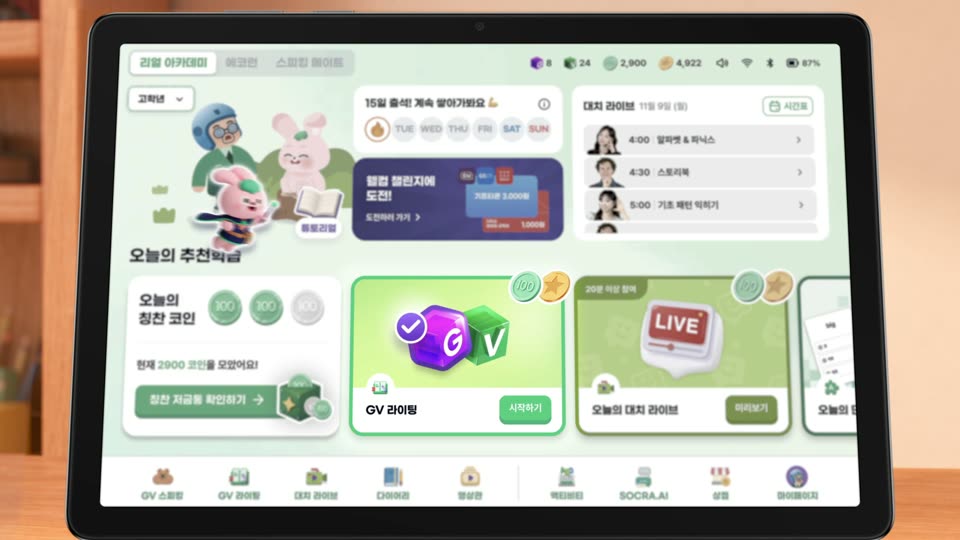 리얼 아카데미
에코런
스피킹 메이트
8
24
2,900
4,922
87%
고학년
튜토리얼
15일 출석! 계속 쌓아가봐요
TUE WED THU FRI SAT SUN
웰컴 챌린지에
도전!
도전하러 가기
기프티콘 3,000원
1,000원
대치 라이브 11월 9일 (월)
시간표
4:00 알파벳 & 파닉스
4:30 스토리북
5:00 기초 패턴 익히기
오늘의 추천학습
오늘의
칭찬 코인
100 100 100
현재 2900 코인을 모았어요!
칭찬 저금통 확인하기
100
G V
GV 라이팅
시작하기
20분 이상 참여
100
LIVE
오늘의 대치 라이브
미리보기
오늘의
GV 스피킹
GV 라이팅
대치 라이브
다이어리
영상관
액티비티
SOCRA.AI
상점
마이페이지